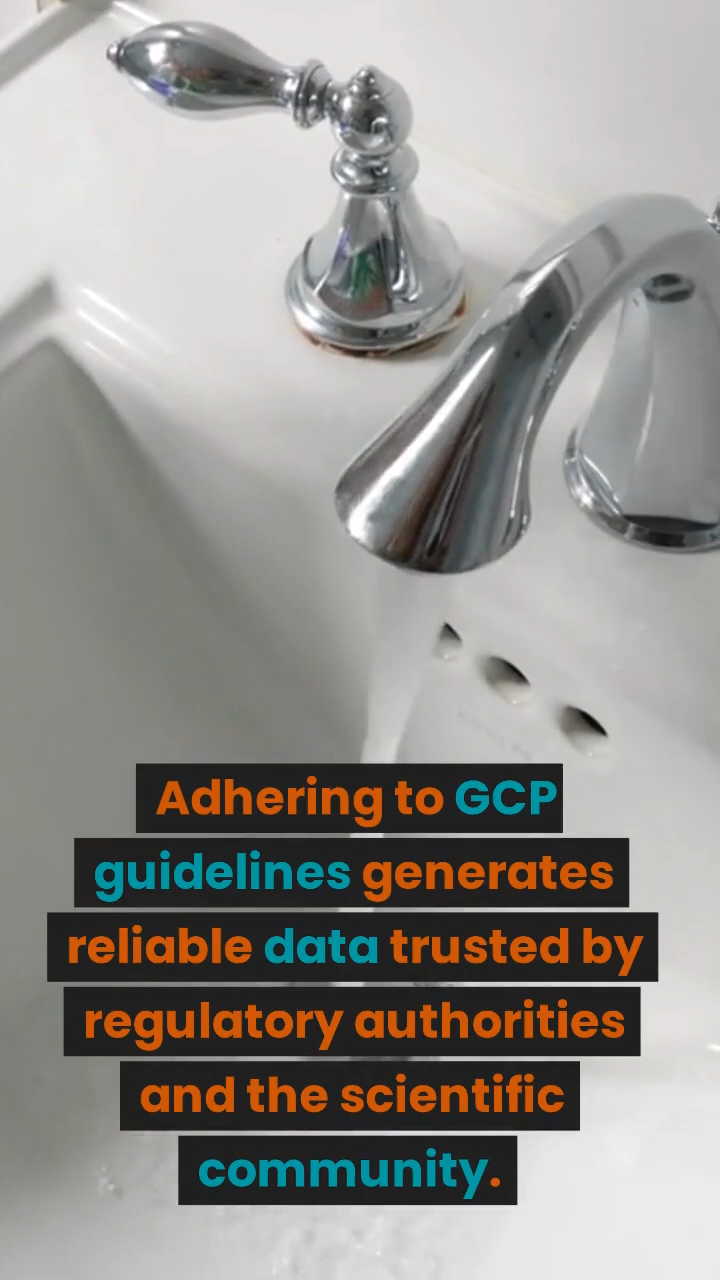 Adhering to GCP
guidelines generates
reliable data trusted by
regulatory authorities
and the scientific
community.